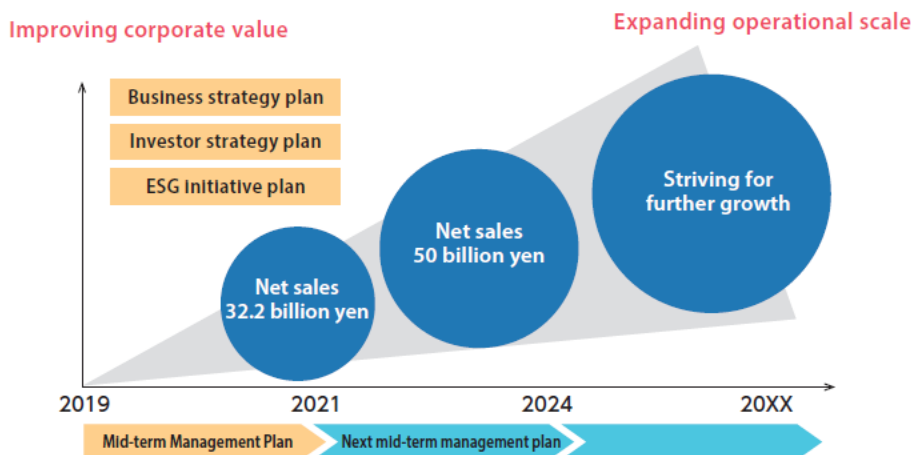 Improving corporate value
Expanding operational scale
Business strategy plan
Investor strategy plan
ESG initiative plan
Net sales
32.2 billion yen
Net sales
50 billion yen
Striving for
further growth
2019
2021
2024
20XX
Mid-term Management Plan
Next mid-term management plan